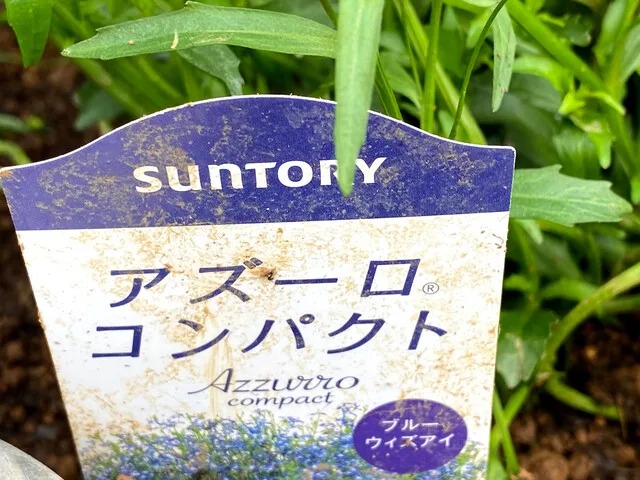 SUNTORY
アズーロ®
コンパクト
Azzurro
compact
ブルー
ウィズアイ